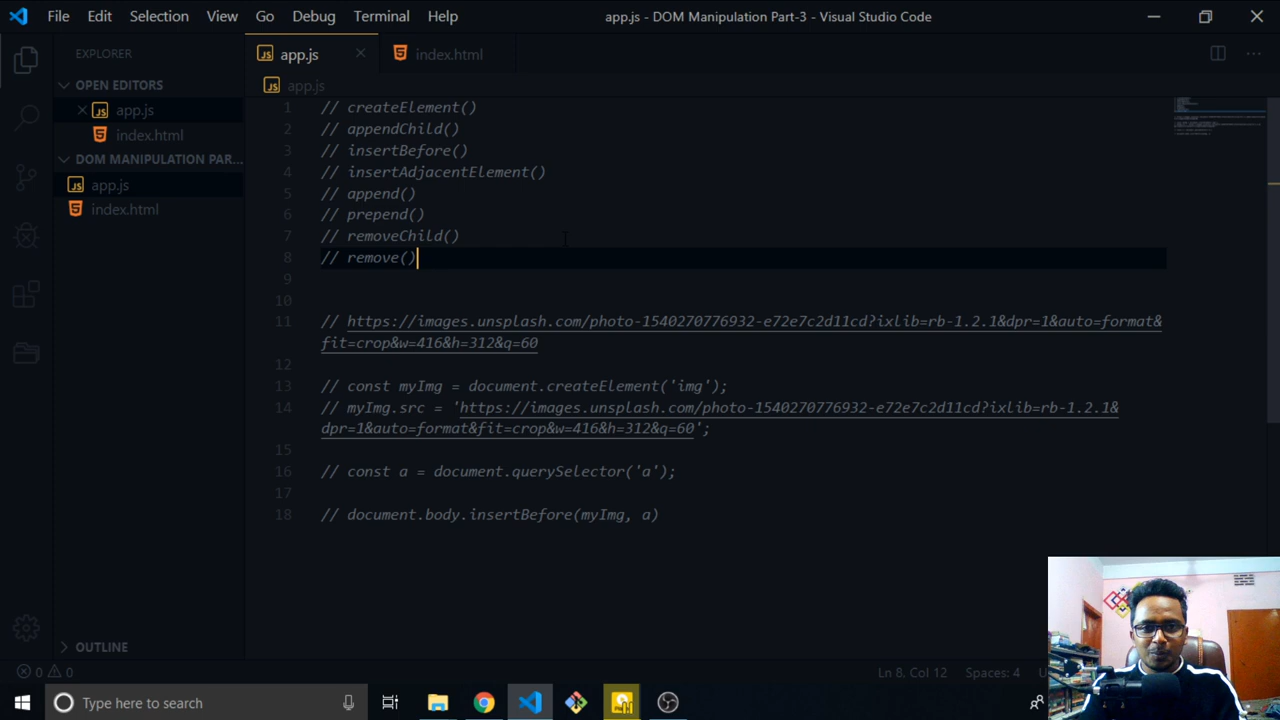 File Edit Selection View Go Debug Terminal Help app.js - DOM Manipulation Part-3 - Visual Studio Code
EXPLORER
OPEN EDITORS
app.js
index.html
DOM MANIPULATION PAR...
app.js
index.html
OUTLINE
app.js index.html
app.js
1 // createElement()
2 // appendChild()
3 // insertBefore()
4 // insertAdjacentElement()
5 // append()
6 // prepend()
7 // removeChild()
8 // remove()
9
10
11 // https://images.unsplash.com/photo-1540270776932-e72e7c2d11cd?ixlib=rb-1.2.1&dpr=1&auto=format&
fit=crop&w=416&h=312&q=60
12
13 // const myImg = document.createElement('img');
14 // myImg.src = 'https://images.unsplash.com/photo-1540270776932-e72e7c2d11cd?ixlib=rb-1.2.1&
dpr=1&auto=format&fit=crop&w=416&h=312&q=60';
15
16 // const a = document.querySelector('a');
17
18 // document.body.insertBefore(myImg, a)
0 0 Ln 8, Col 12 Spaces: 4
Type here to search